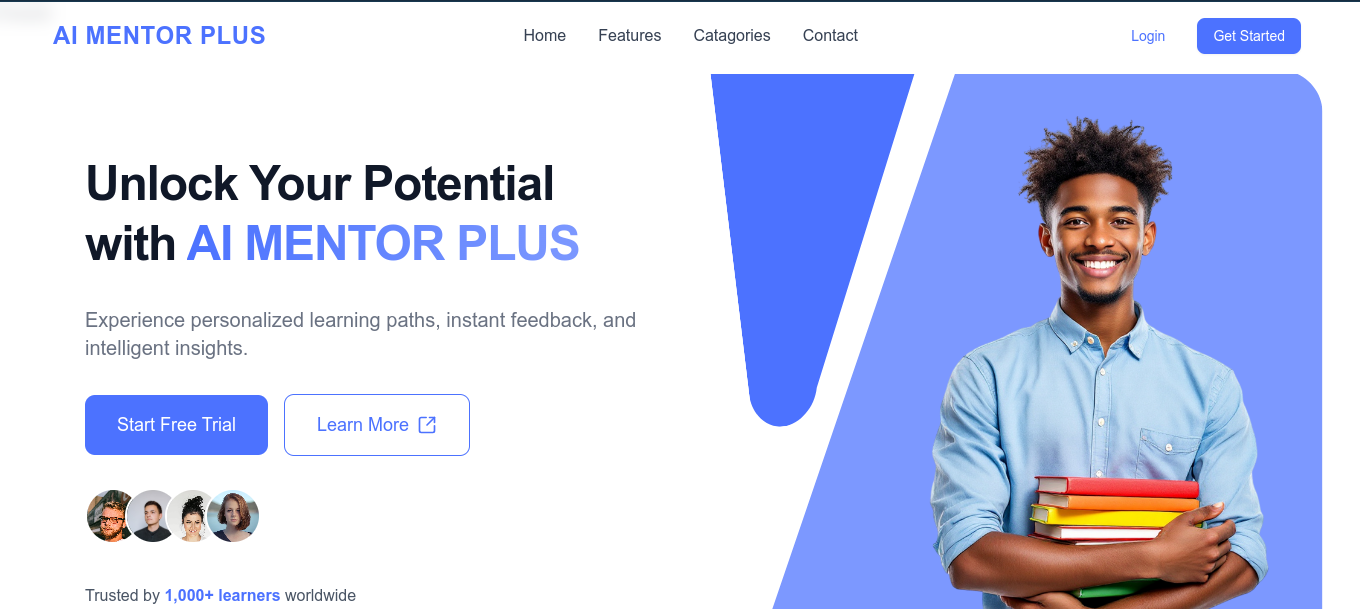 AI MENTOR PLUS
Home Features Catagories Contact
Login
Get Started
Unlock Your Potential
with AI MENTOR PLUS
Experience personalized learning paths, instant feedback, and
intelligent insights.
Start Free Trial
Learn More
Trusted by 1,000+ learners worldwide